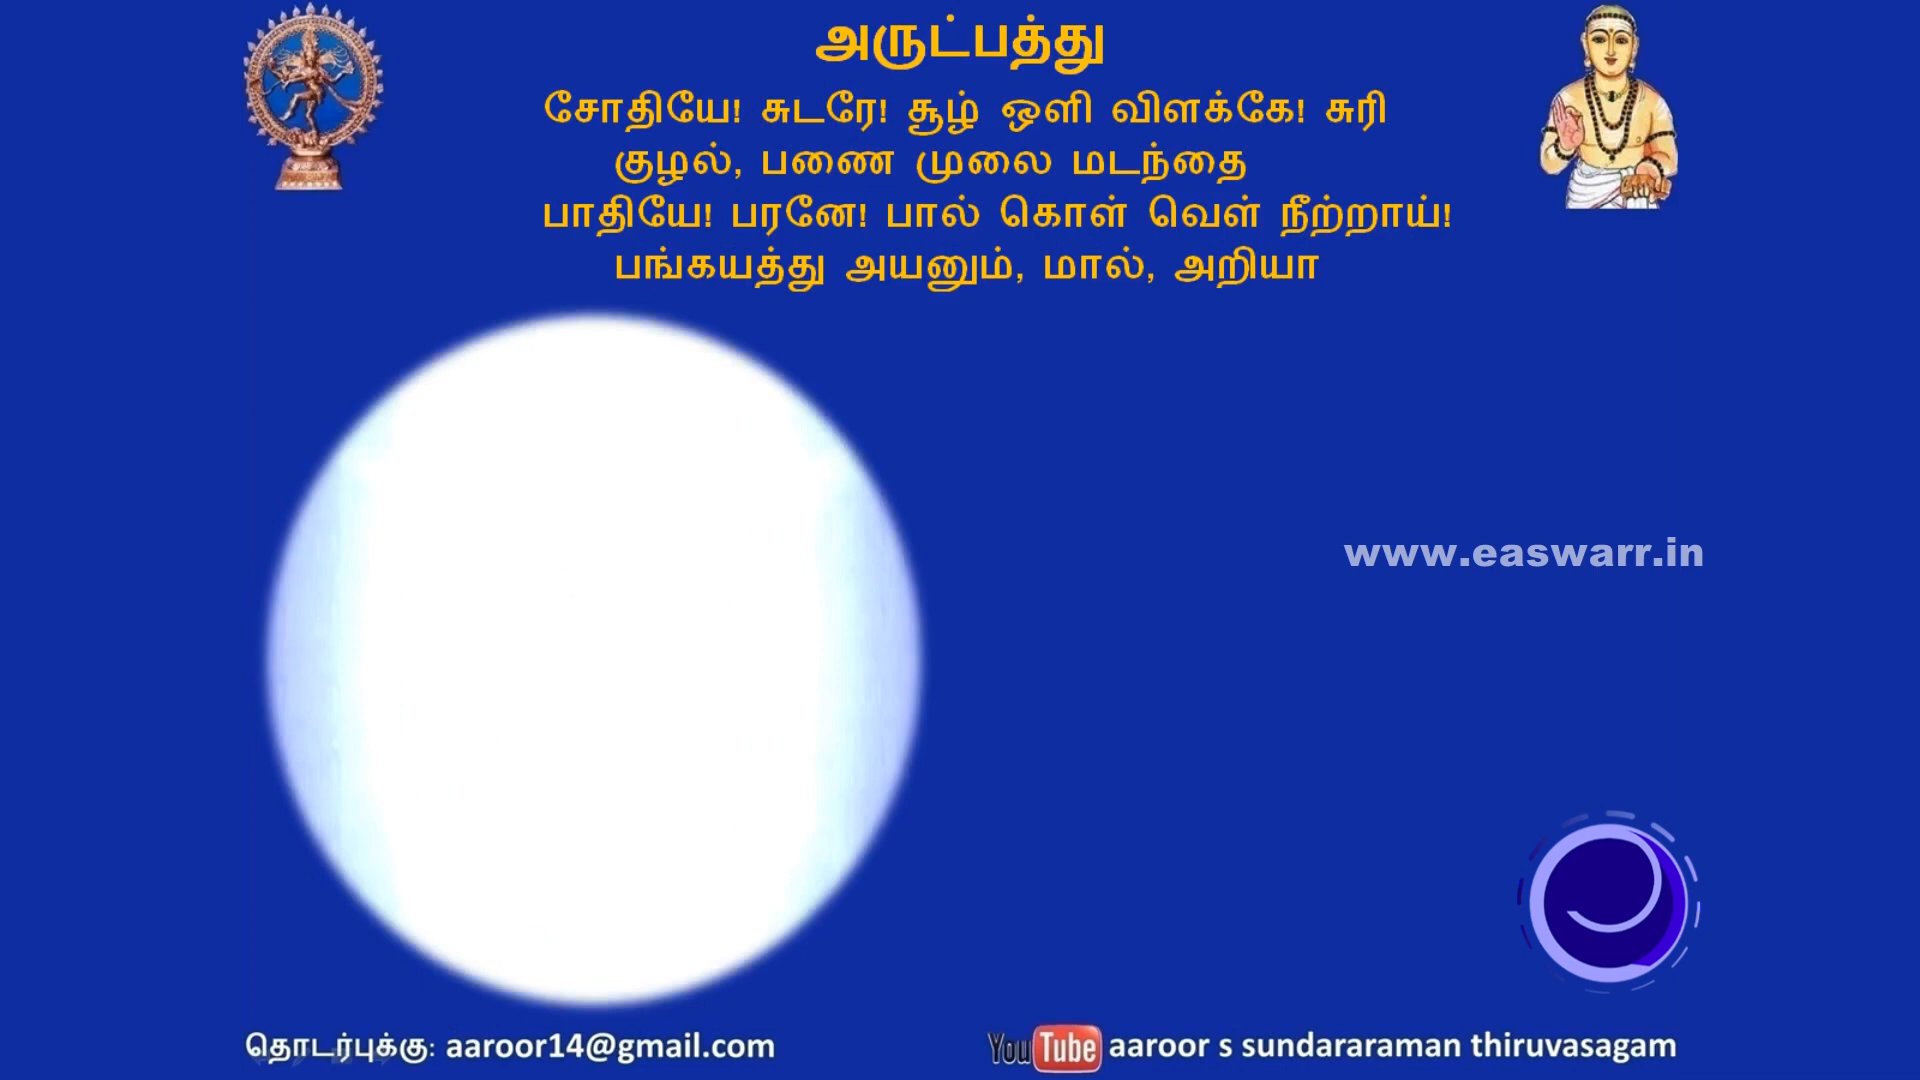 அருட்பத்து
சோதியே! சுடரே! சூழ் ஒளி விளக்கே! சுரி
குழல், பணை முலை மடந்தை
பாதியே! பரனே! பால் கொள் வெள் நீற்றாய்!
பங்கயத்து அயனும், மால், அறியா
www.easwarr.in
தொடர்புக்கு: aaroor14@gmail.com
YouTube aaroor s sundararaman thiruvasagam